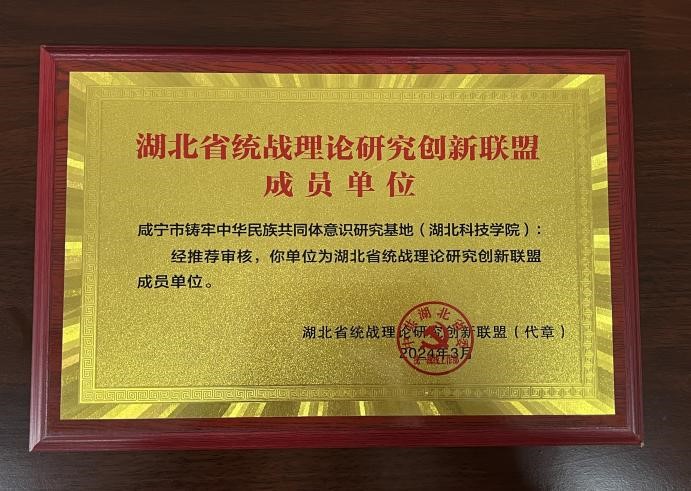 湖北省统战理论研究创新联盟
成员单位
咸宁市铸牢中华民族共同体意识研究基地（湖北科技学院）：
经推荐审核，你单位为湖北省统战理论研究创新联盟
成员单位。
湖北省统战理论研究创新联盟（代章）
2024年3月